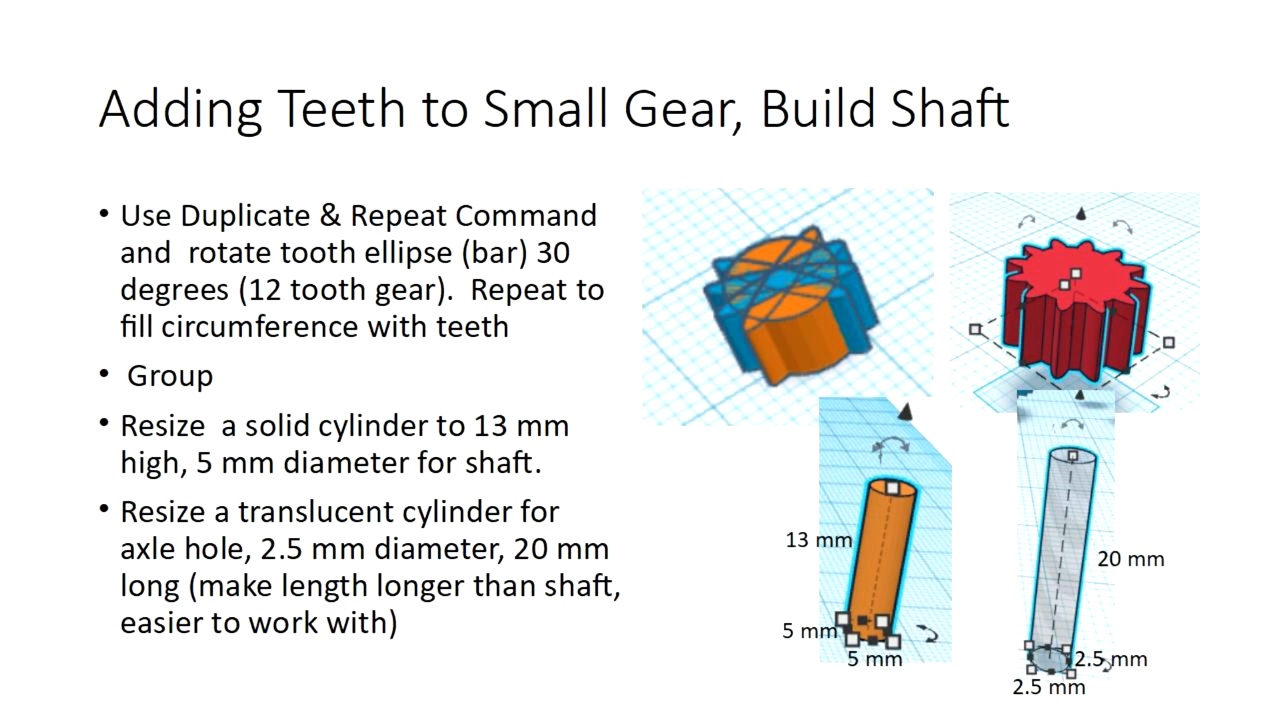 Adding Teeth to Small Gear, Build Shaft
• Use Duplicate & Repeat Command
and  rotate tooth ellipse (bar) 30
degrees (12 tooth gear).  Repeat to
fill circumference with teeth
•  Group
• Resize  a solid cylinder to 13 mm
high, 5 mm diameter for shaft.
• Resize a translucent cylinder for
axle hole, 2.5 mm diameter, 20 mm
long (make length longer than shaft,
easier to work with)
13 mm
5 mm
5 mm
20 mm
2.5 mm
2.5 mm